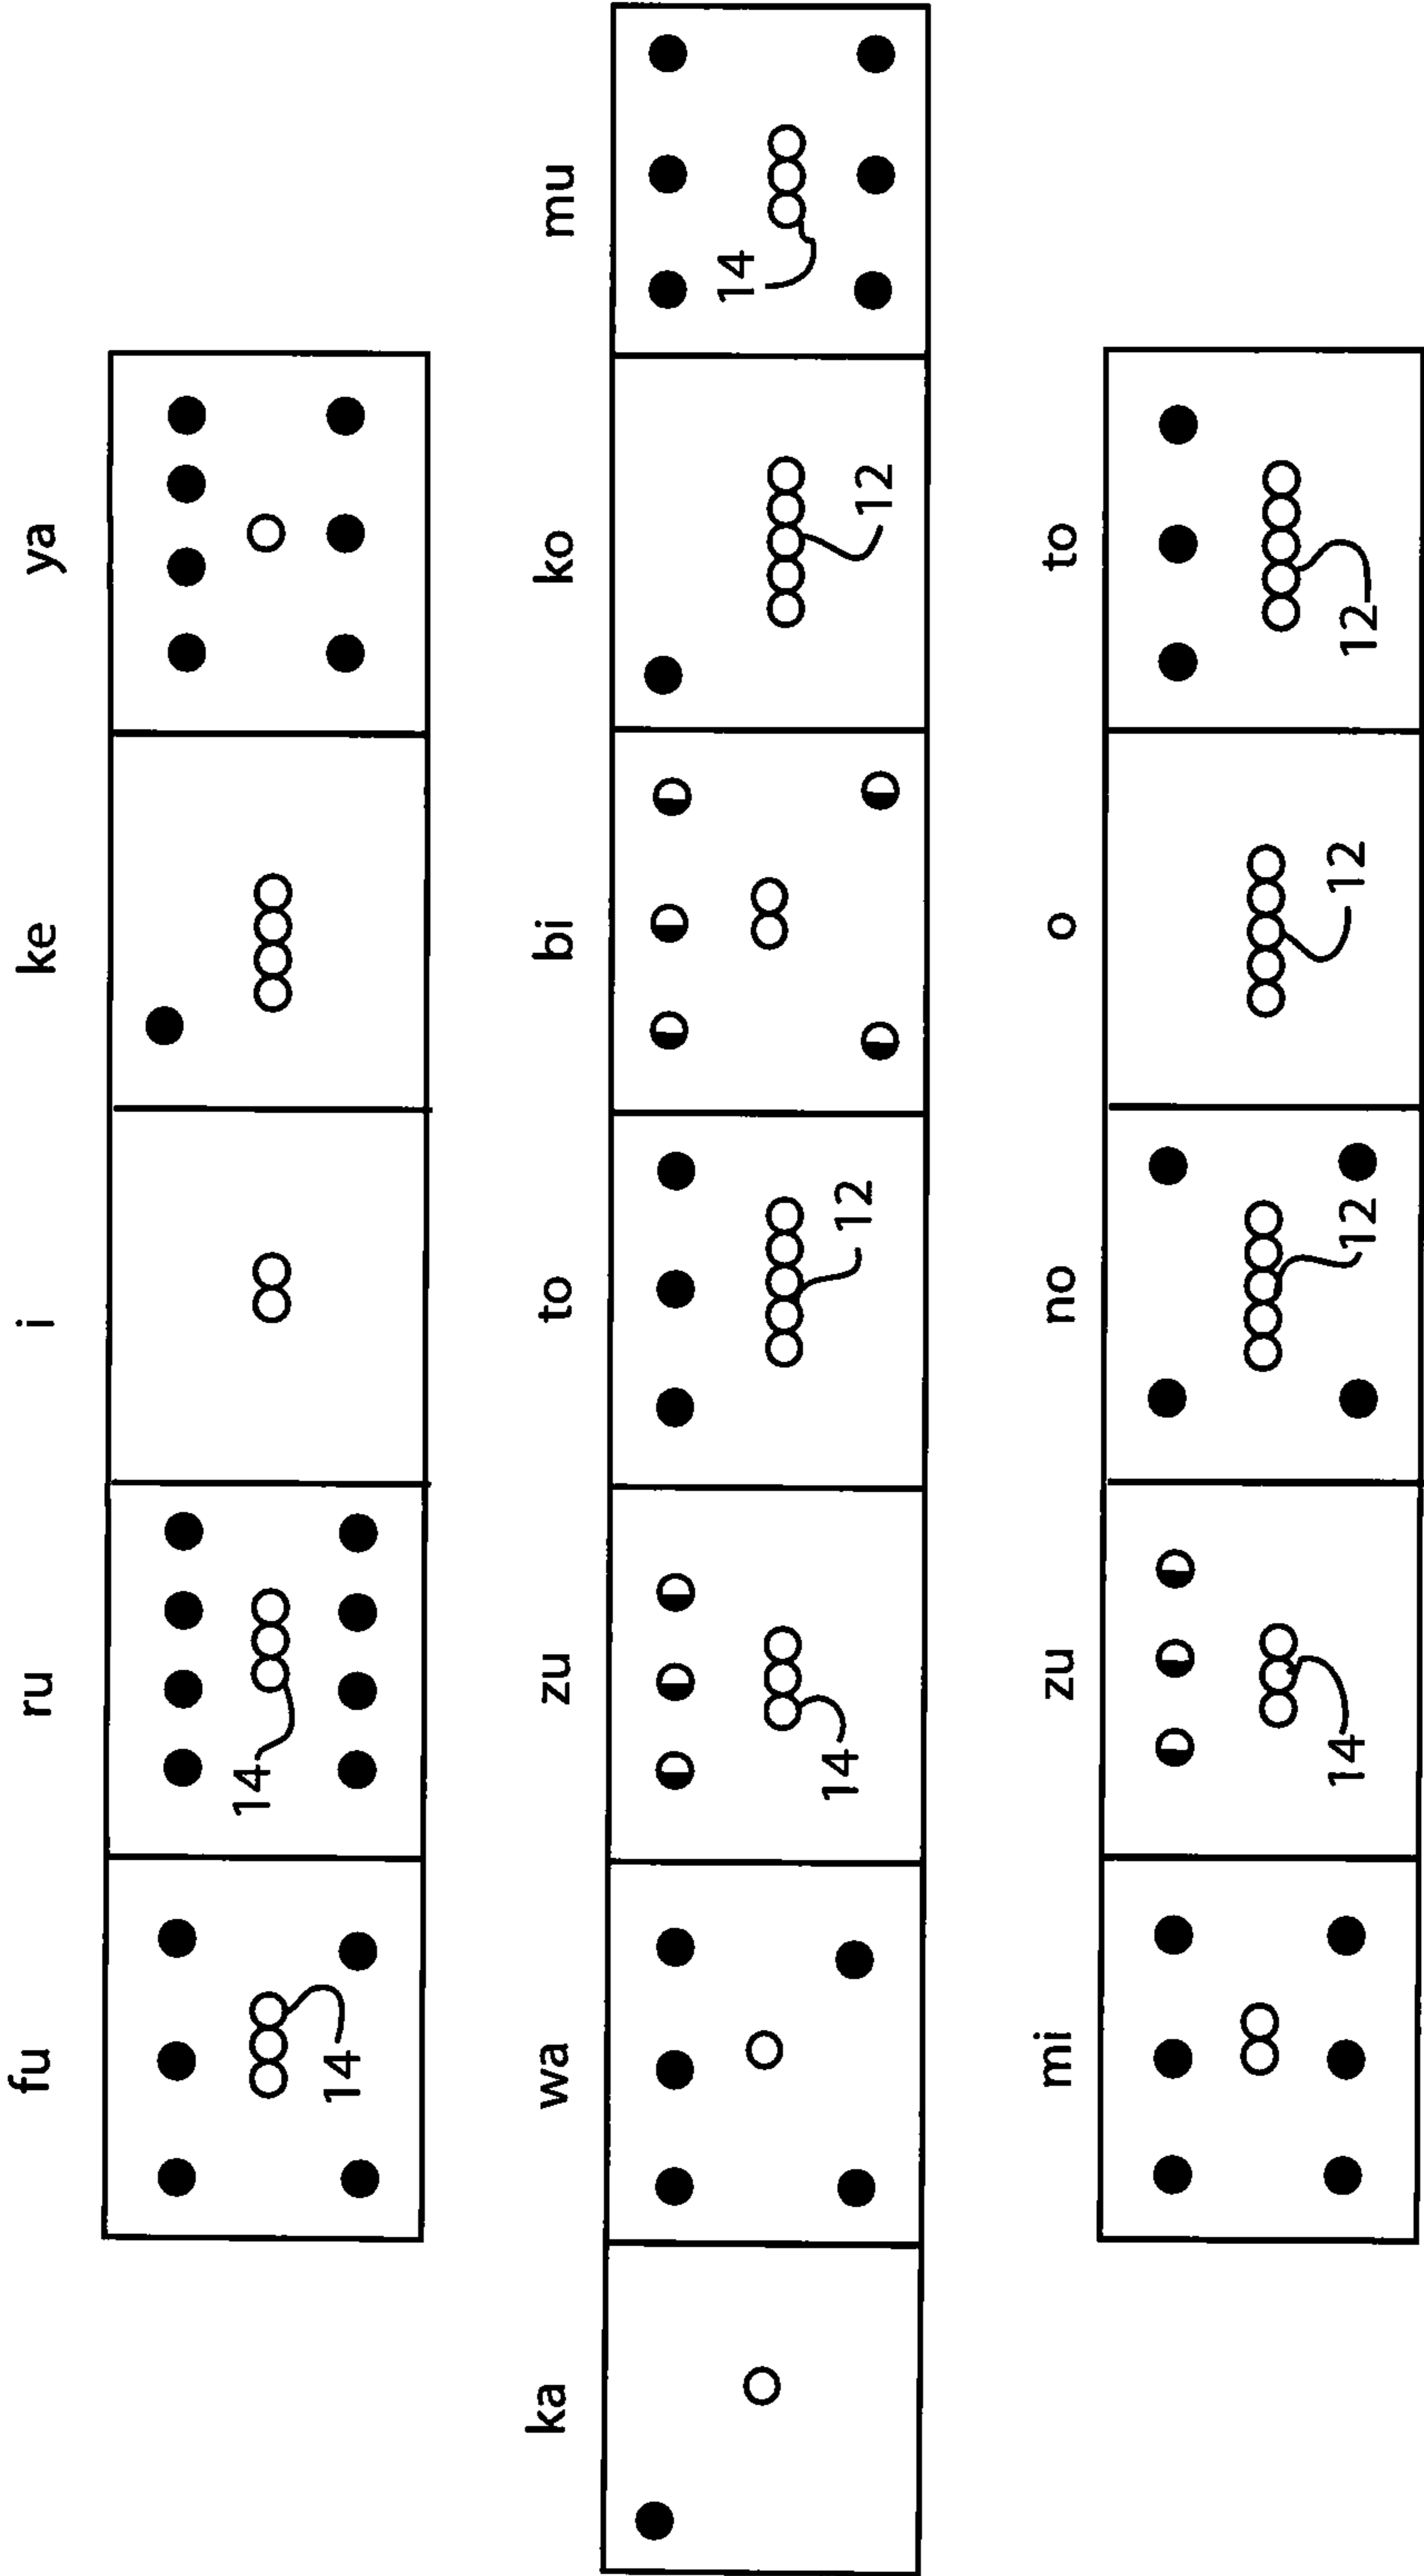 fu ru i ke ya
14 14
ka wa zu to bi ko mu
14 12 12 14
mi zu no o to
14 12 12 12